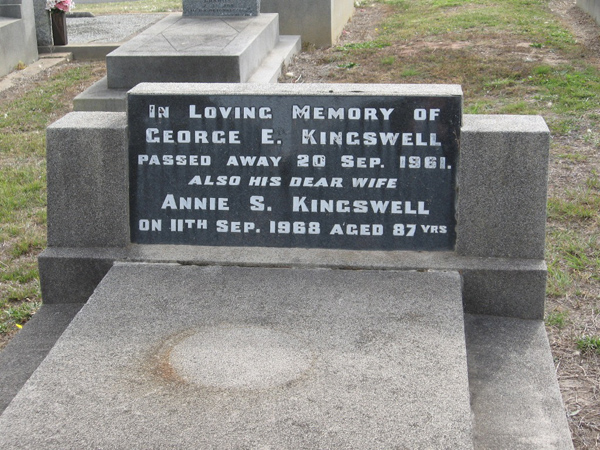 IN LOVING MEMORY OF
GEORGE E. KINGSWELL
PASSED AWAY 20 SEP. 1961.
ALSO HIS DEAR WIFE
ANNIE S. KINGSWELL
ON 11TH SEP. 1968 AGED 87 YRS